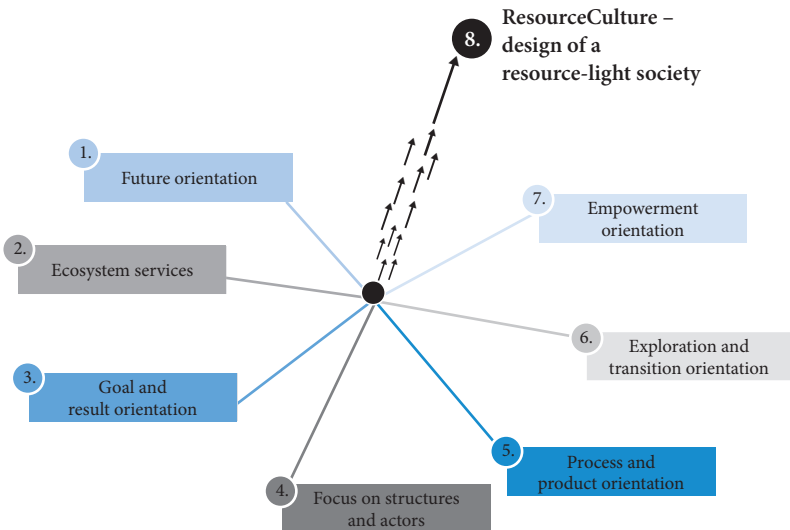 8.
ResourceCulture –
design of a
resource-light society
1.
Future orientation
2.
Ecosystem services
3.
Goal and
result orientation
4.
Focus on structures
and actors
5.
Process and
product orientation
6.
Exploration and
transition orientation
7.
Empowerment
orientation